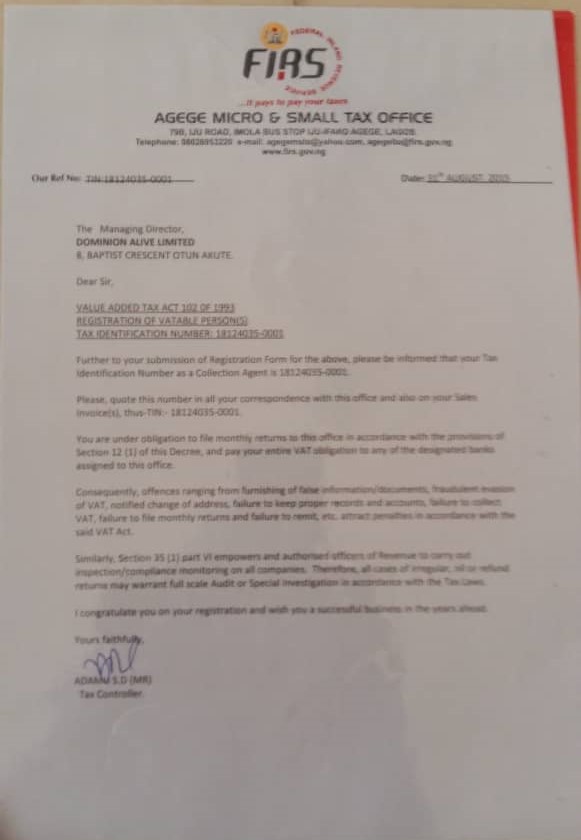 FEDERAL INLAND REVENUE SERVICE
FIRS
...it pays to pay your taxes
AGEGE MICRO & SMALL TAX OFFICE
79B, IJU ROAD, IMOLA BUS STOP IJU-IFAKO AGEGE, LAGOS.
Telephone: 08028953220 e-mail: agegemsto@yahoo.com,
www.firs.gov.ng
Our Ref No: TIN:18124035-0001
Date: AUGUST,
The Managing Director,
DOMINION ALIVE LIMITED
8, BAPTIST CRESCENT OTUN AKUTE.
Dear Sir,
VALUE ADDED TAX ACT 102 OF 1993
REGISTRATION OF VATABLE PERSON(S)
TAX IDENTIFICATION NUMBER: 18124035-0001
Further to your submission of Registration Form for the above, please be informed that your Tax
Identification Number as a Collection Agent is 18124035-0001.
Please, quote this number in all your correspondence with this office and also on your Sales
Invoice(s), thus-TIN:- 18124035-0001.
You are under obligation to file monthly returns to this office in accordance with the provisions of
Section 12 (1) of this Decree, and pay your entire VAT obligation to any of the designated banks
assigned to this office.
Consequently, offences ranging from furnishing of false information/documents, fraudulent evasion
of VAT, notified change of address, failure to keep proper records and accounts, failure to collect
VAT, failure to file monthly returns and failure to remit, etc. attract penalties in accordance with the
said VAT Act.
Similarly, Section 35 (1) part VI empowers and authorised officers of Revenue to carry out
inspection/compliance monitoring on all companies. Therefore, all cases of irregular, nil or refund
returns may warrant full scale Audit or Special Investigation in accordance with the Tax Laws.
I congratulate you on your registration and wish you a successful business in the years ahead.
Yours faithfully,
ADAMU S.D (MR)
Tax Controller.